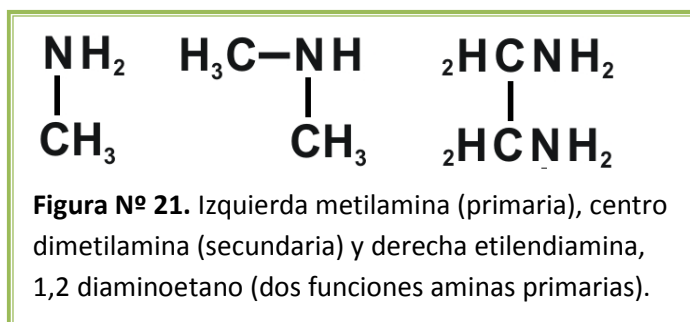 NH₂ H₃C—NH ₂HCNH₂
CH₃ CH₃ ₂HCNH₂
Figura Nº 21. Izquierda metilamina (primaria), centro
dimetilamina (secundaria) y derecha etilendiamina,
1,2 diaminoetano (dos funciones aminas primarias).